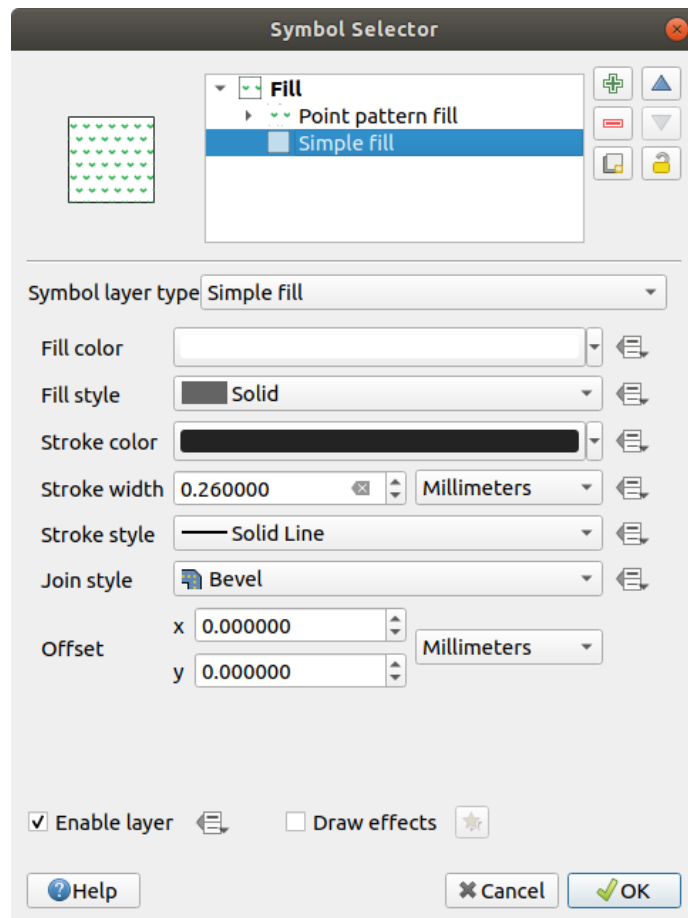 Symbol Selector
Fill
Point pattern fill
Simple fill
Symbol layer type Simple fill
Fill color
Fill style Solid
Stroke color
Stroke width 0.260000 Millimeters
Stroke style Solid Line
Join style Bevel
x 0.000000
Offset Millimeters
y 0.000000
Enable layer Draw effects
Help Cancel OK